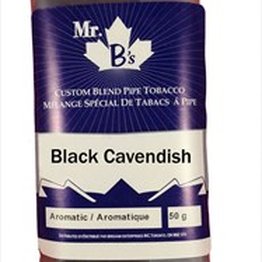 Mr.
B's
CUSTOM BLEND PIPE TOBACCO
MÉLANGE SPÉCIAL DE TABACS À PIPE
Black Cavendish
Aromatic / Aromatique 50 g